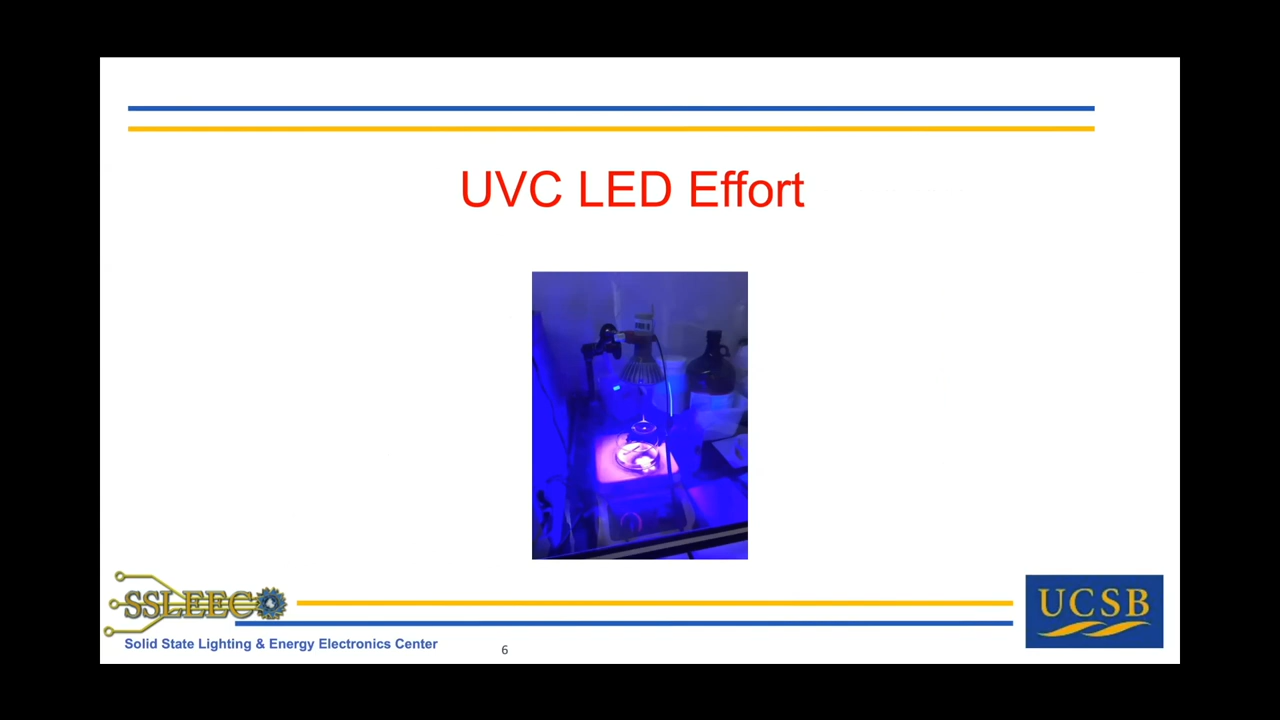 UVC LED Effort
SSLEEC
Solid State Lighting & Energy Electronics Center
6
UCSB